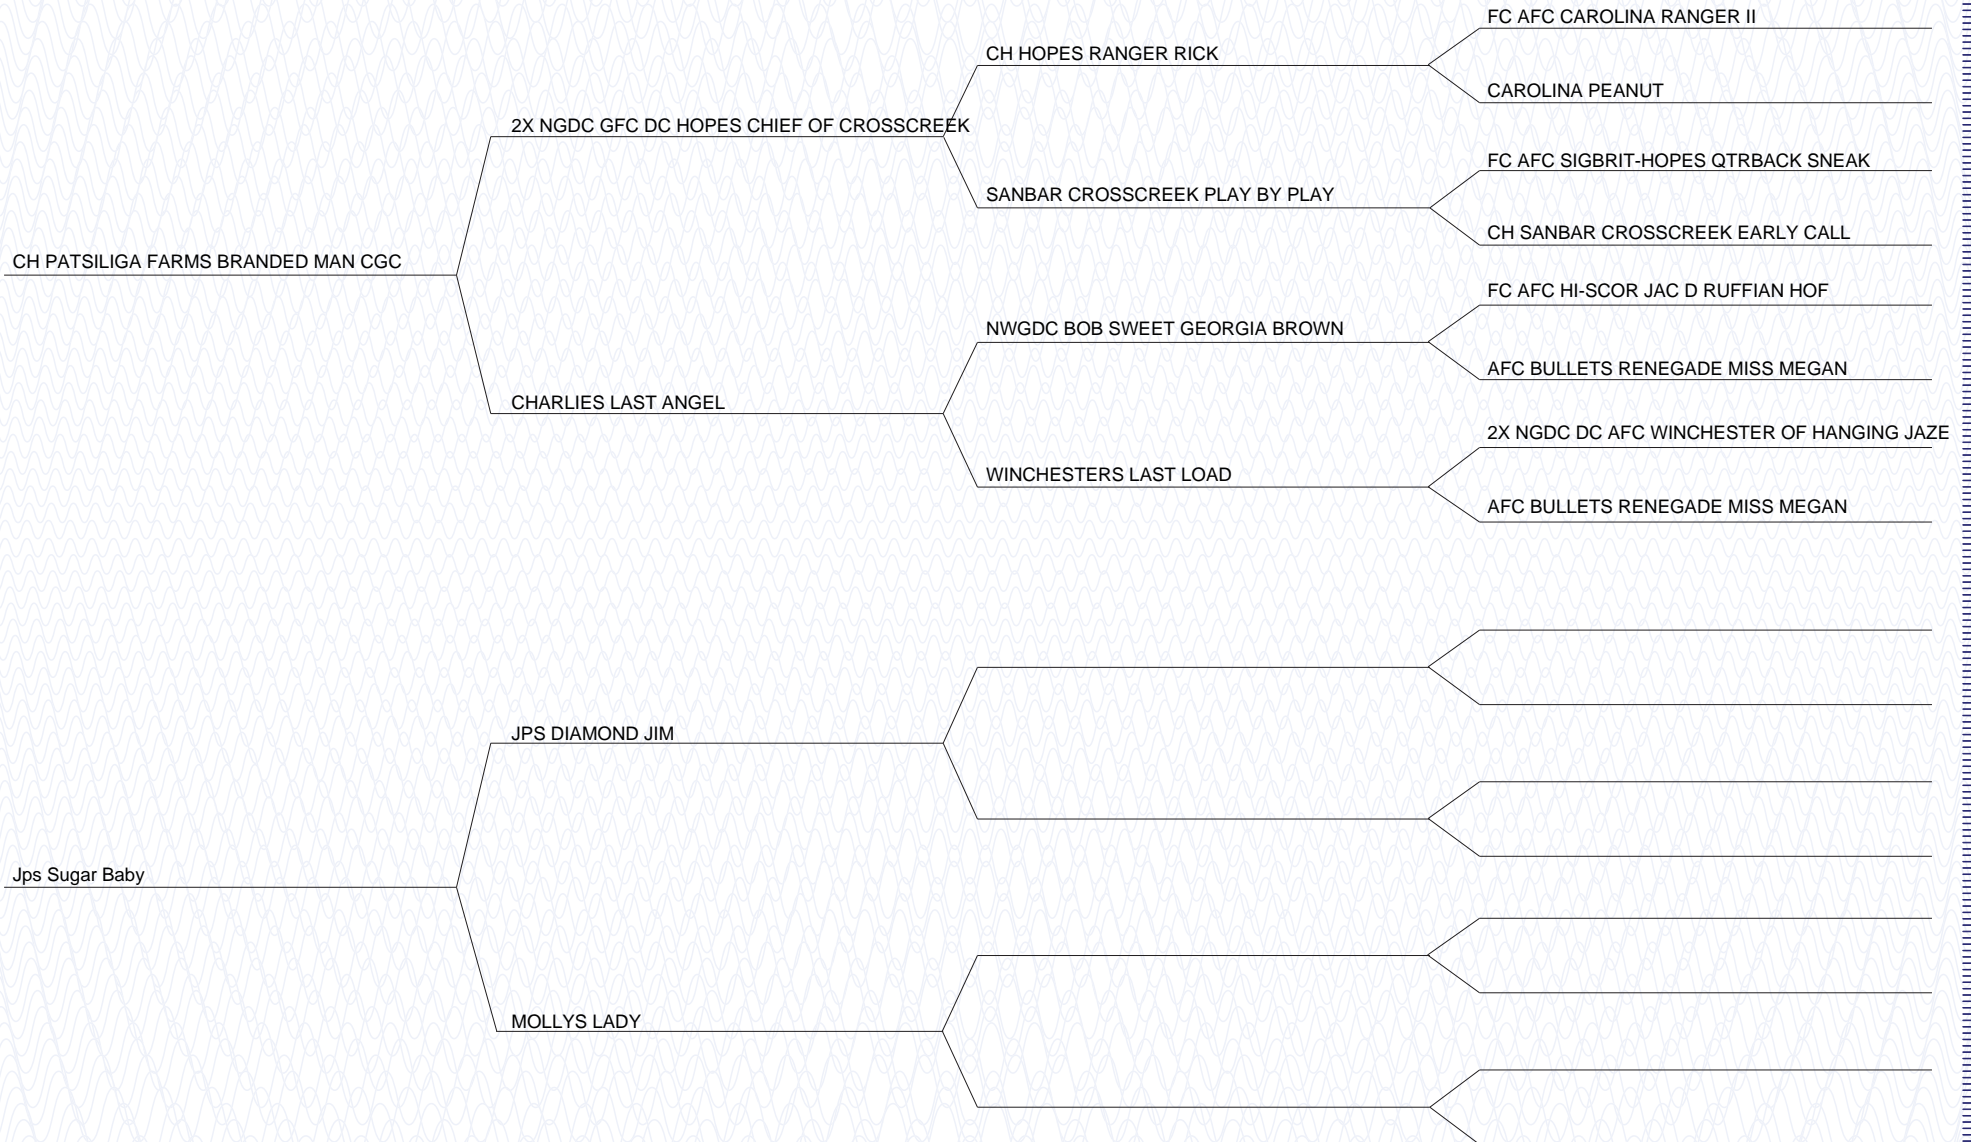 FC AFC CAROLINA RANGER II
CH HOPES RANGER RICK
CAROLINA PEANUT
2X NGDC GFC DC HOPES CHIEF OF CROSSCREEK
FC AFC SIGBRIT-HOPES QTRBACK SNEAK
SANBAR CROSSCREEK PLAY BY PLAY
CH SANBAR CROSSCREEK EARLY CALL
CH PATSILIGA FARMS BRANDED MAN CGC
FC AFC HI-SCOR JAC D RUFFIAN HOF
NWGDC BOB SWEET GEORGIA BROWN
AFC BULLETS RENEGADE MISS MEGAN
CHARLIES LAST ANGEL
2X NGDC DC AFC WINCHESTER OF HANGING JAZE
WINCHESTERS LAST LOAD
AFC BULLETS RENEGADE MISS MEGAN
JPS DIAMOND JIM
Jps Sugar Baby
MOLLYS LADY